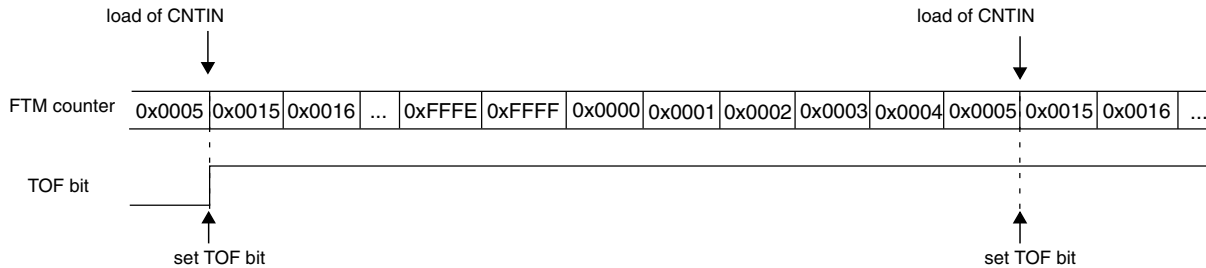 load of CNTIN load of CNTIN
FTM counter 0x0005 0x0015 0x0016 ... 0xFFFE 0xFFFF 0x0000 0x0001 0x0002 0x0003 0x0004 0x0005 0x0015 0x0016 ...
TOF bit
set TOF bit set TOF bit